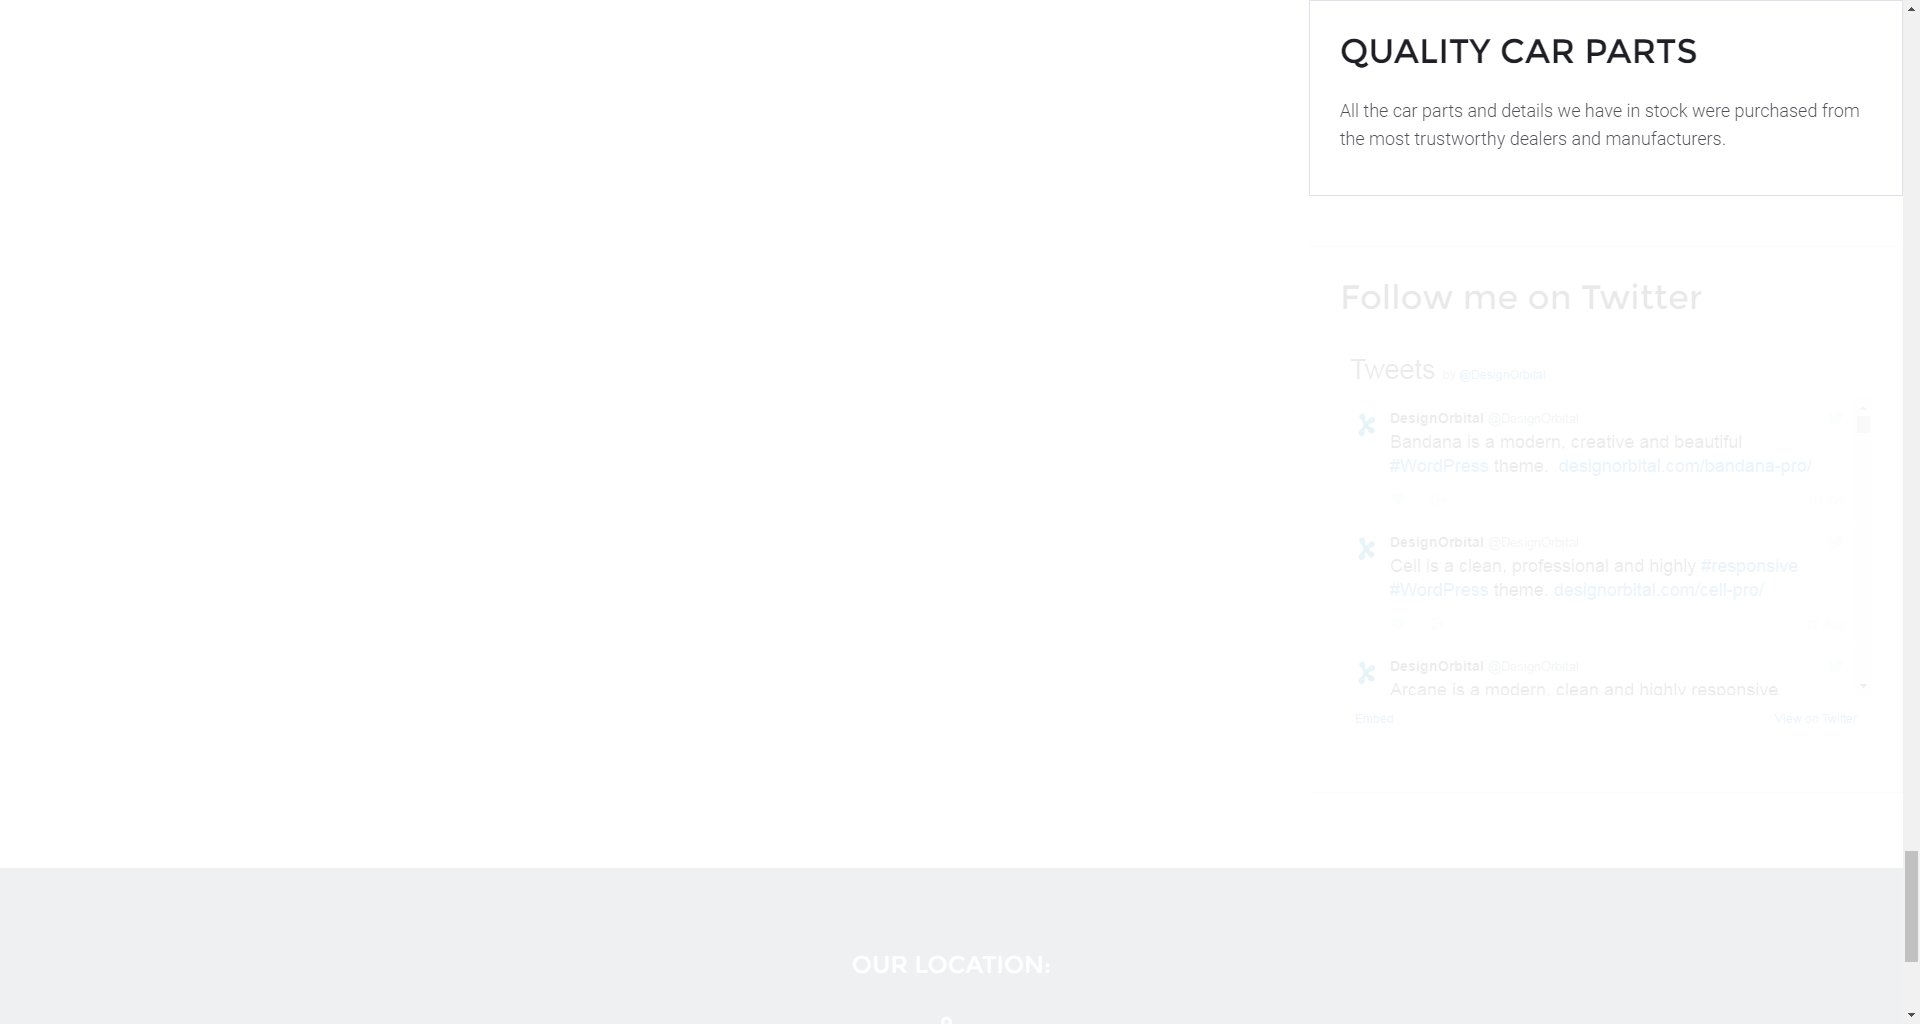 QUALITY CAR PARTS
All the car parts and details we have in stock were purchased from
the most trustworthy dealers and manufacturers.
Follow me on Twitter
Tweets by @DesignOrbital
DesignOrbital @DesignOrbital
Bandana is a modern, creative and beautiful
#WordPress theme. designorbital.com/bandana-pro/
DesignOrbital @DesignOrbital
Cell is a clean, professional and highly #responsive
#WordPress theme. designorbital.com/cell-pro/
DesignOrbital @DesignOrbital
Arcane is a modern, clean and highly responsive
Embed View on Twitter
OUR LOCATION: